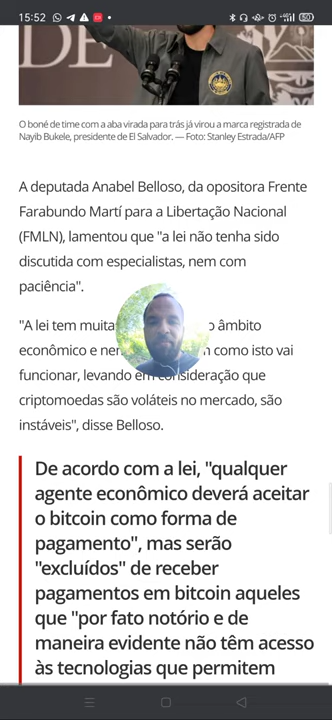 15:52
DE
O boné de time com a aba virada para trás já virou a marca registrada de
Nayib Bukele, presidente de El Salvador. — Foto: Stanley Estrada/AFP
A deputada Anabel Belloso, da opositora Frente
Farabundo Martí para a Libertação Nacional
(FMLN), lamentou que "a lei não tenha sido
discutida com especialistas, nem com
paciência".
"A lei tem muita o âmbito
econômico e como isto vai
funcionar, levando em consideração que
criptomoedas são voláteis no mercado, são
instáveis", disse Belloso.
De acordo com a lei, "qualquer
agente econômico deverá aceitar
o bitcoin como forma de
pagamento", mas serão
"excluídos" de receber
pagamentos em bitcoin aqueles
que "por fato notório e de
maneira evidente não têm acesso
às tecnologias que permitem